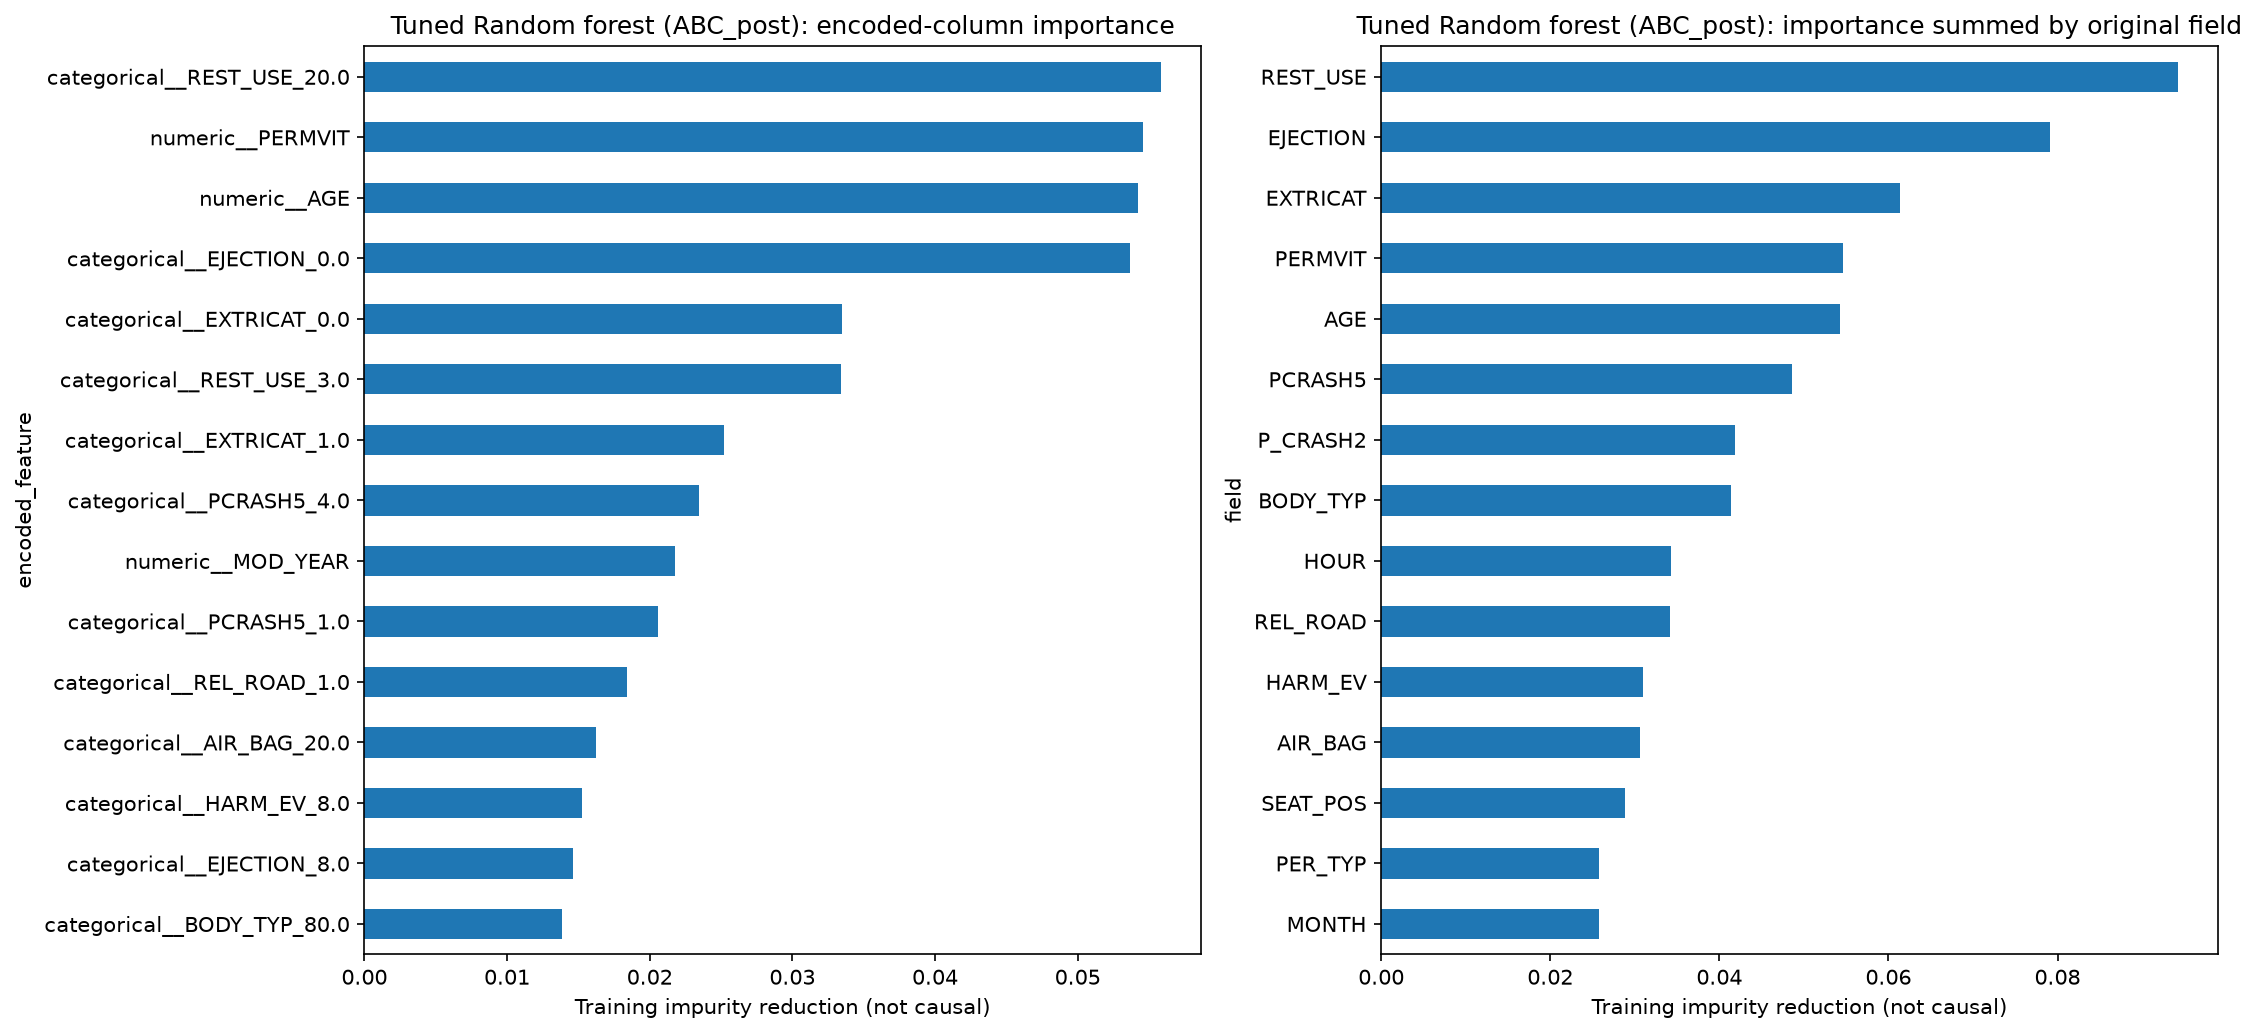 Tuned Random forest (ABC_post): encoded-column importance
encoded_feature
categorical__REST_USE_20.0
numeric__PERMVIT
numeric__AGE
categorical__EJECTION_0.0
categorical__EXTRICAT_0.0
categorical__REST_USE_3.0
categorical__EXTRICAT_1.0
categorical__PCRASH5_4.0
numeric__MOD_YEAR
categorical__PCRASH5_1.0
categorical__REL_ROAD_1.0
categorical__AIR_BAG_20.0
categorical__HARM_EV_8.0
categorical__EJECTION_8.0
categorical__BODY_TYP_80.0
0.00 0.01 0.02 0.03 0.04 0.05
Training impurity reduction (not causal)
Tuned Random forest (ABC_post): importance summed by original field
field
REST_USE
EJECTION
EXTRICAT
PERMVIT
AGE
PCRASH5
P_CRASH2
BODY_TYP
HOUR
REL_ROAD
HARM_EV
AIR_BAG
SEAT_POS
PER_TYP
MONTH
0.00 0.02 0.04 0.06 0.08
Training impurity reduction (not causal)